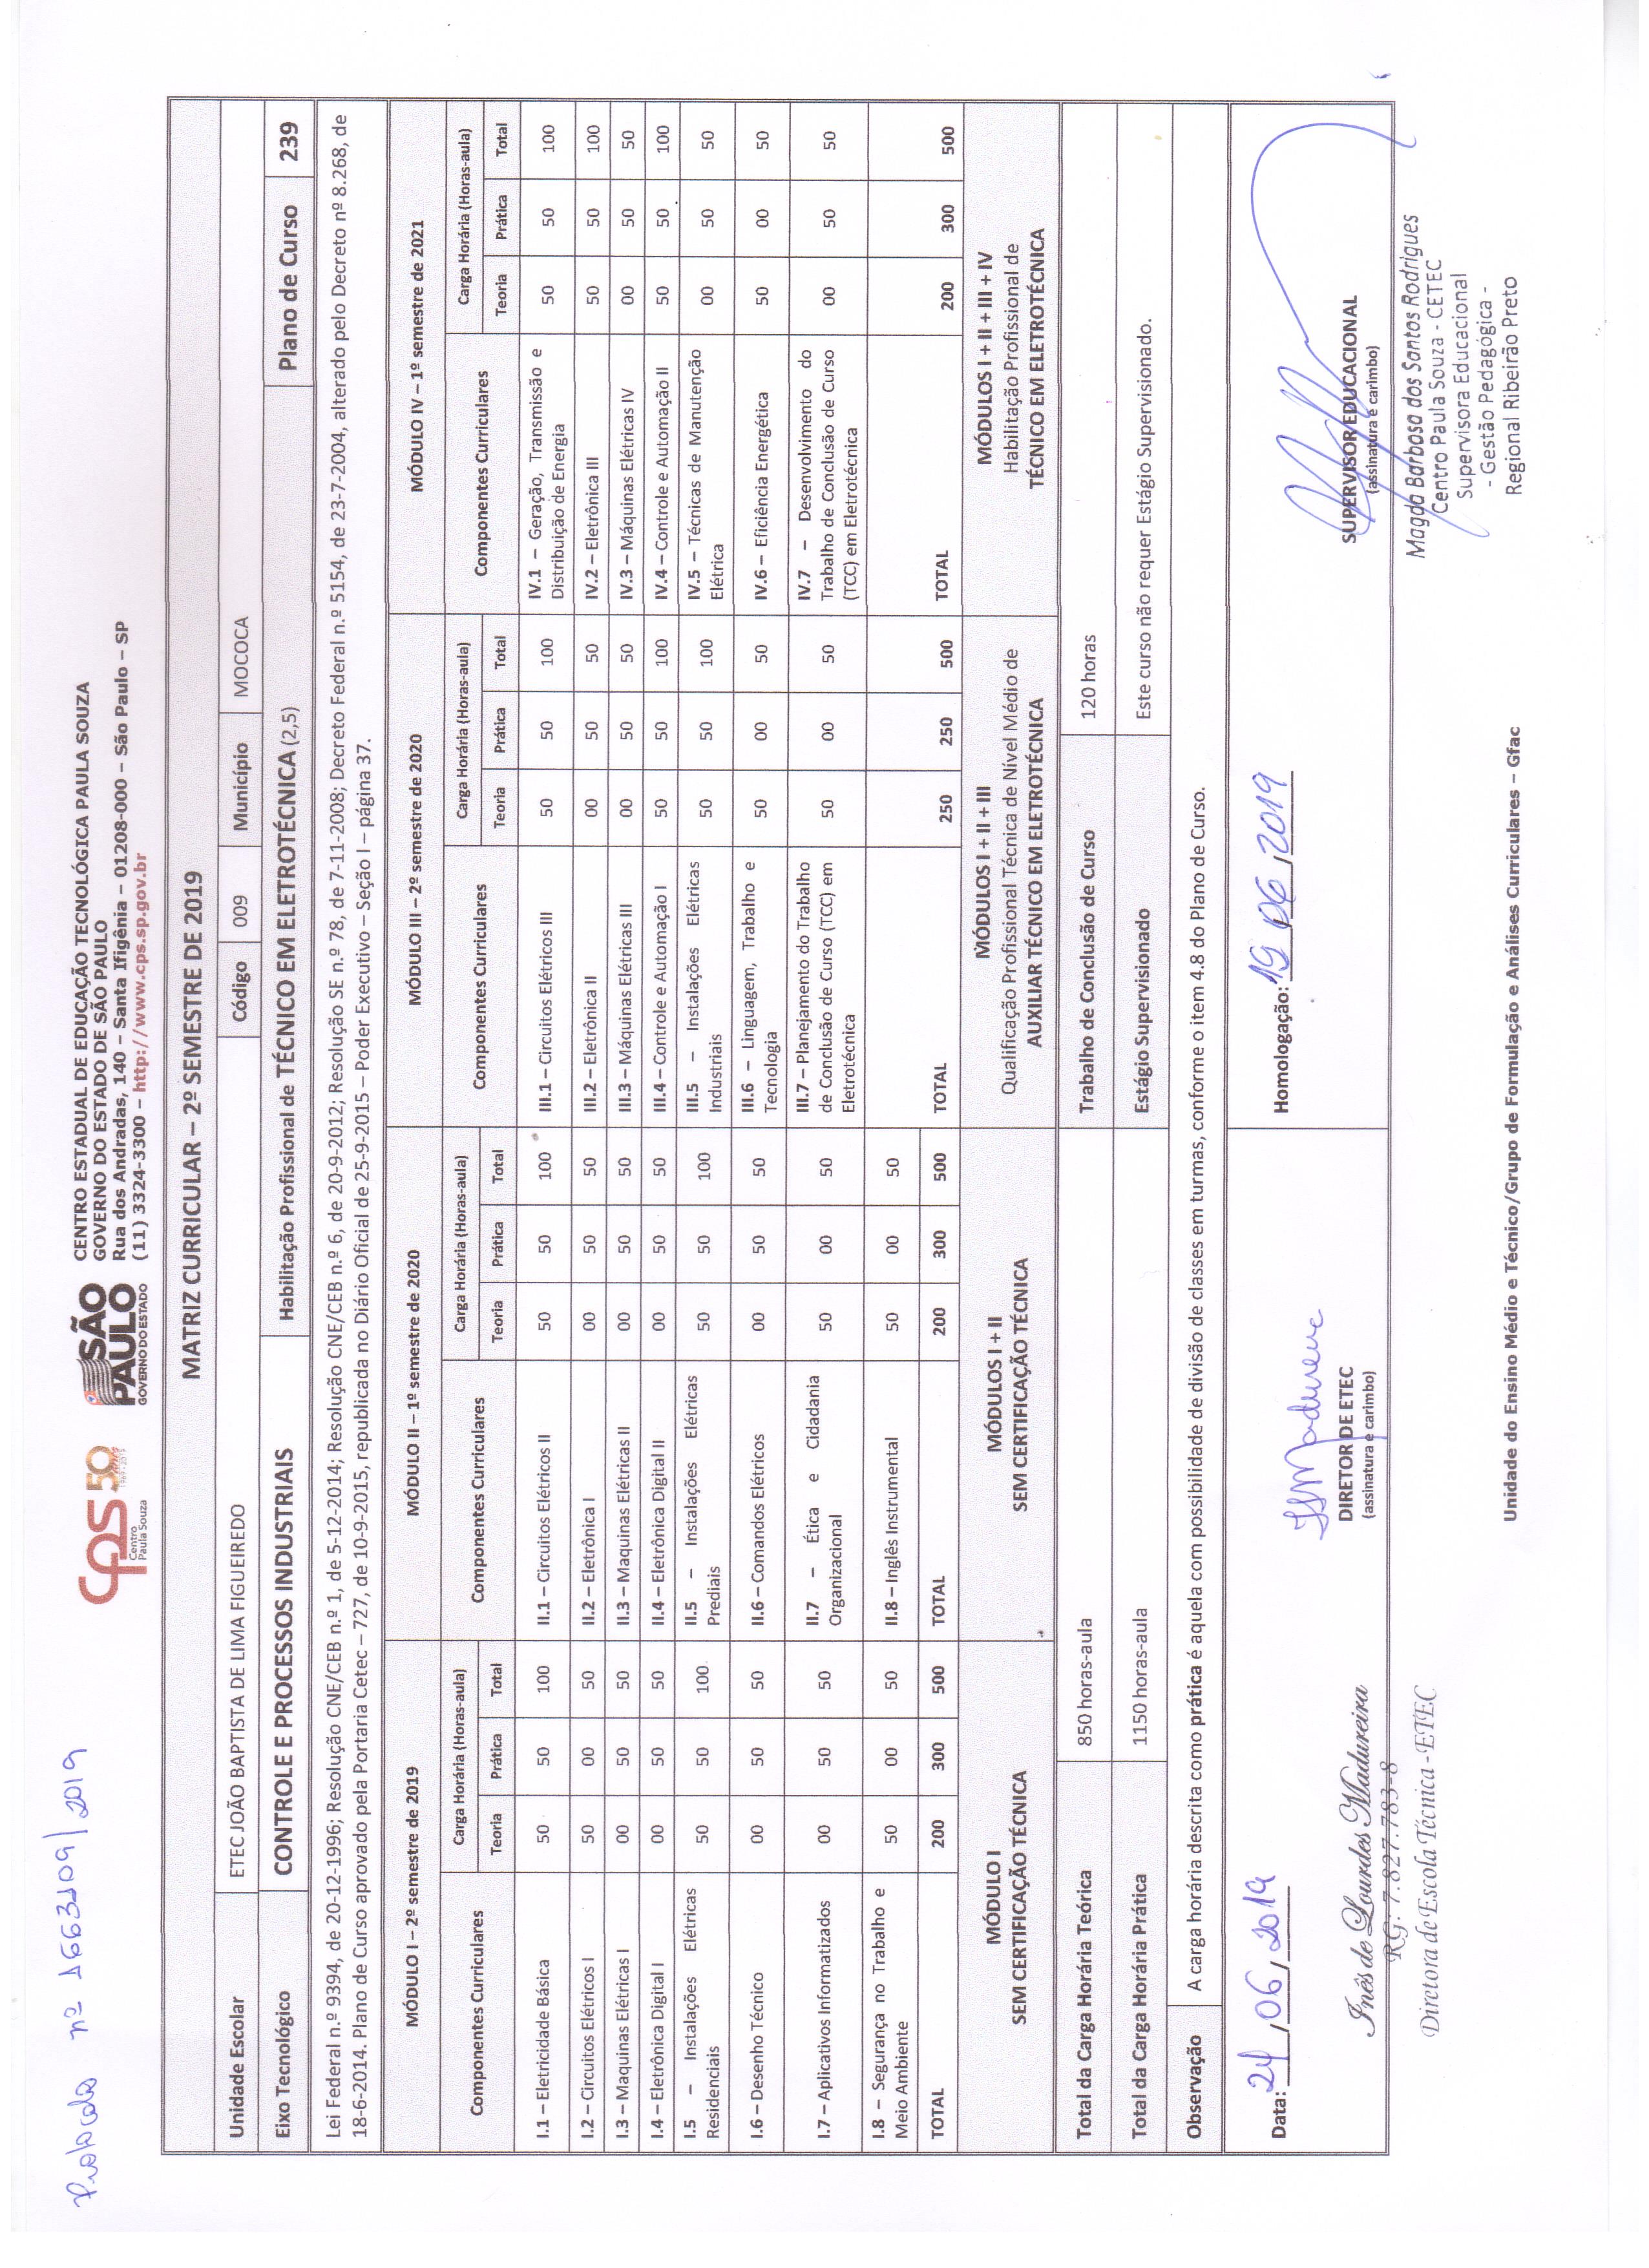 Protocolo nº 1663109/2019
CPS 50 anos
1969 - 2019
Centro
Paula Souza
SÃO
PAULO
GOVERNO DO ESTADO
CENTRO ESTADUAL DE EDUCAÇÃO TECNOLÓGICA PAULA SOUZA
GOVERNO DO ESTADO DE SÃO PAULO
Rua dos Andradas, 140 – Santa Ifigênia – 01208-000 – São Paulo – SP
(11) 3324-3300 – http://www.cps.sp.gov.br
MATRIZ CURRICULAR – 2º SEMESTRE DE 2019
Unidade Escolar ETEC JOÃO BAPTISTA DE LIMA FIGUEIREDO Código 009 Município MOCOCA
Eixo Tecnológico CONTROLE E PROCESSOS INDUSTRIAIS Habilitação Profissional de TÉCNICO EM ELETROTÉCNICA (2,5) Plano de Curso 239
Lei Federal n.º 9394, de 20-12-1996; Resolução CNE/CEB n.º 1, de 5-12-2014; Resolução CNE/CEB n.º 6, de 20-9-2012; Resolução SE n.º 78, de 7-11-2008; Decreto Federal n.º 5154, de 23-7-2004, alterado pelo Decreto nº 8.268, de
18-6-2014. Plano de Curso aprovado pela Portaria Cetec – 727, de 10-9-2015, republicada no Diário Oficial de 25-9-2015 – Poder Executivo – Seção I – página 37.
MÓDULO I – 2º semestre de 2019
Componentes Curriculares Carga Horária (Horas-aula)
Teoria Prática Total
I.1 – Eletricidade Básica 50 50 100
I.2 – Circuitos Elétricos I 50 00 50
I.3 – Maquinas Elétricas I 00 50 50
I.4 – Eletrônica Digital I 00 50 50
I.5 – Instalações Elétricas
Residenciais 50 50 100
I.6 – Desenho Técnico 00 50 50
I.7 – Aplicativos Informatizados 00 50 50
I.8 – Segurança no Trabalho e
Meio Ambiente 50 00 50
TOTAL 200 300 500
MÓDULO I
SEM CERTIFICAÇÃO TÉCNICA
MÓDULO II – 1º semestre de 2020
Componentes Curriculares Carga Horária (Horas-aula)
Teoria Prática Total
II.1 – Circuitos Elétricos II 50 50 100
II.2 – Eletrônica I 00 50 50
II.3 – Maquinas Elétricas II 00 50 50
II.4 – Eletrônica Digital II 00 50 50
II.5 – Instalações Elétricas
Prediais 50 50 100
II.6 – Comandos Elétricos 00 50 50
II.7 – Ética e Cidadania
Organizacional 50 00 50
II.8 – Inglês Instrumental 50 00 50
TOTAL 200 300 500
MÓDULOS I + II
SEM CERTIFICAÇÃO TÉCNICA
MÓDULO III – 2º semestre de 2020
Componentes Curriculares Carga Horária (Horas-aula)
Teoria Prática Total
III.1 – Circuitos Elétricos III 50 50 100
III.2 – Eletrônica II 00 50 50
III.3 – Máquinas Elétricas III 00 50 50
III.4 – Controle e Automação I 50 50 100
III.5 – Instalações Elétricas
Industriais 50 50 100
III.6 – Linguagem, Trabalho e
Tecnologia 50 00 50
III.7 – Planejamento do Trabalho
de Conclusão de Curso (TCC) em
Eletrotécnica 50 00 50
TOTAL 250 250 500
MÓDULOS I + II + III
Qualificação Profissional Técnica de Nível Médio de
AUXILIAR TÉCNICO EM ELETROTÉCNICA
MÓDULO IV – 1º semestre de 2021
Componentes Curriculares Carga Horária (Horas-aula)
Teoria Prática Total
IV.1 – Geração, Transmissão e
Distribuição de Energia 50 50 100
IV.2 – Eletrônica III 50 50 100
IV.3 – Máquinas Elétricas IV 00 50 50
IV.4 – Controle e Automação II 50 50 100
IV.5 – Técnicas de Manutenção
Elétrica 00 50 50
IV.6 – Eficiência Energética 50 00 50
IV.7 – Desenvolvimento do
Trabalho de Conclusão de Curso
(TCC) em Eletrotécnica 00 50 50
TOTAL 200 300 500
MÓDULOS I + II + III + IV
Habilitação Profissional de
TÉCNICO EM ELETROTÉCNICA
Total da Carga Horária Teórica 850 horas-aula Trabalho de Conclusão de Curso 120 horas
Total da Carga Horária Prática 1150 horas-aula Estágio Supervisionado Este curso não requer Estágio Supervisionado.
Observação A carga horária descrita como prática é aquela com possibilidade de divisão de classes em turmas, conforme o item 4.8 do Plano de Curso.
Data: 24/06/2019
Madureira
DIRETOR DE ETEC
(assinatura e carimbo)
Inês de Lourdes Madureira
RG: 7.827.783-8
Diretora de Escola Técnica - ETEC
Homologação: 19/06/2019
SUPERVISOR EDUCACIONAL
(assinatura e carimbo)
Magda Barbosa dos Santos Rodrigues
Centro Paula Souza - CETEC
Supervisora Educacional
- Gestão Pedagógica -
Regional Ribeirão Preto
Unidade do Ensino Médio e Técnico/Grupo de Formulação e Análises Curriculares – Gfac